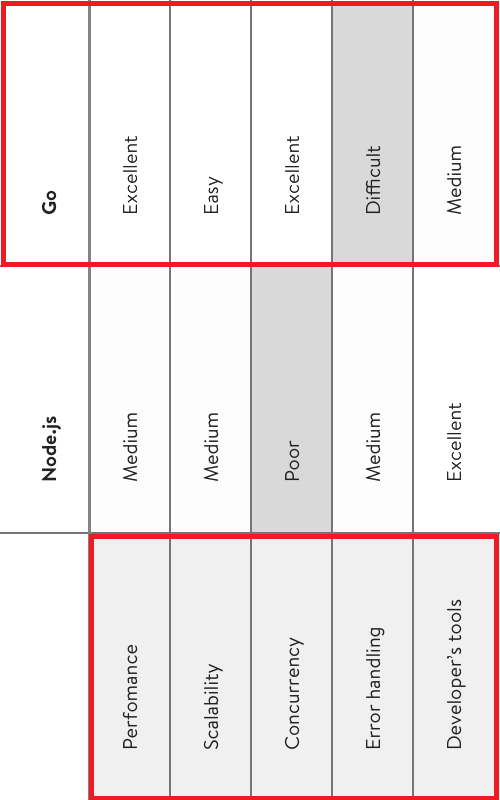 Node.js Go
Perfomance Medium Excellent
Scalability Medium Easy
Concurrency Poor Excellent
Error handling Medium Difficult
Developer's tools Excellent Medium